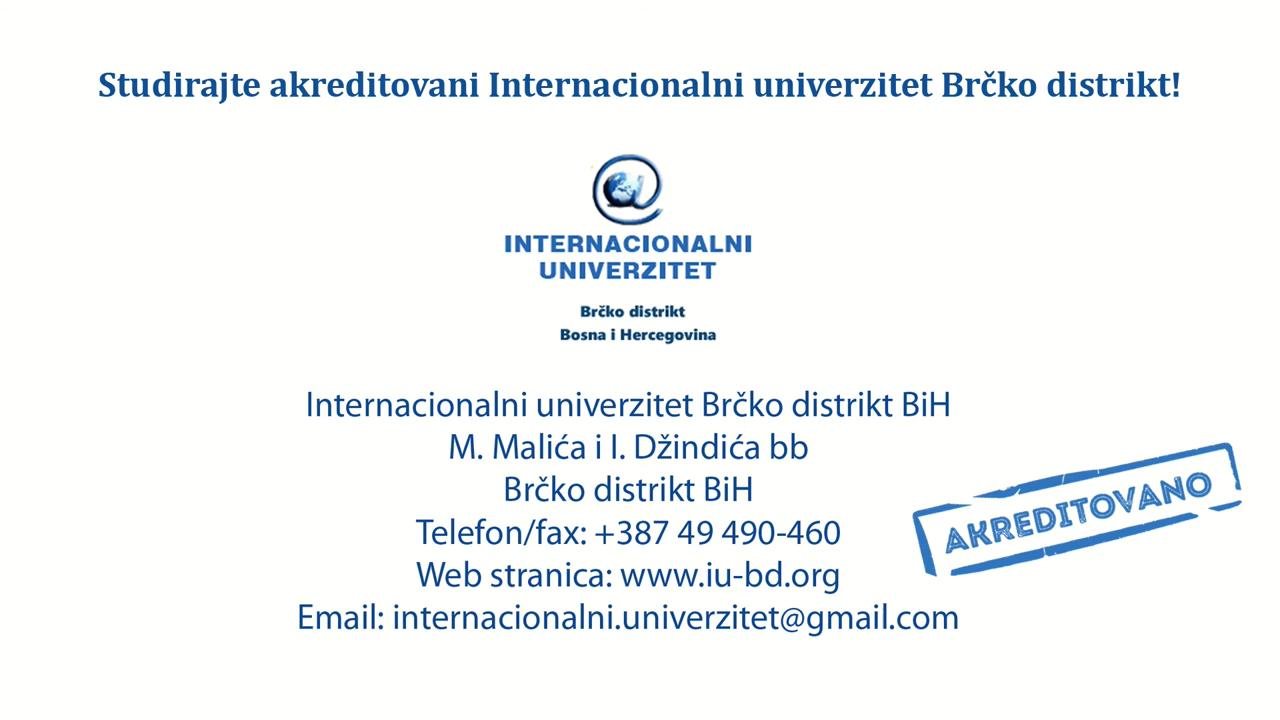 Studirajte akreditovani Internacionalni univerzitet Brčko distrikt!
INTERNACIONALNI
UNIVERZITET
Brčko distrikt
Bosna i Hercegovina
Internacionalni univerzitet Brčko distrikt BiH
M. Malića i I. Džindića bb
Brčko distrikt BiH
Telefon/fax: +387 49 490-460
Web stranica: www.iu-bd.org
Email: internacionalni.univerzitet@gmail.com
AKREDITOVANO